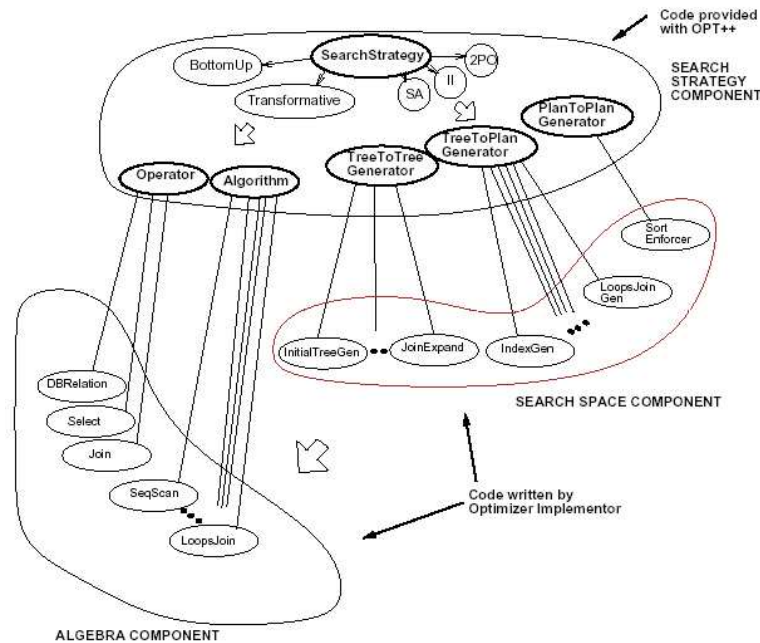 Code provided
with OPT++
SEARCH
STRATEGY
COMPONENT
SearchStrategy
BottomUp
2PO
II
SA
Transformative
PlanToPlan
Generator
TreeToPlan
Generator
TreeToTree
Generator
Operator
Algorithm
Sort
Enforcer
LoopsJoin
Gen
InitialTreeGen
JoinExpand
IndexGen
SEARCH SPACE COMPONENT
DBRelation
Select
Join
SeqScan
LoopsJoin
Code written by
Optimizer Implementor
ALGEBRA COMPONENT